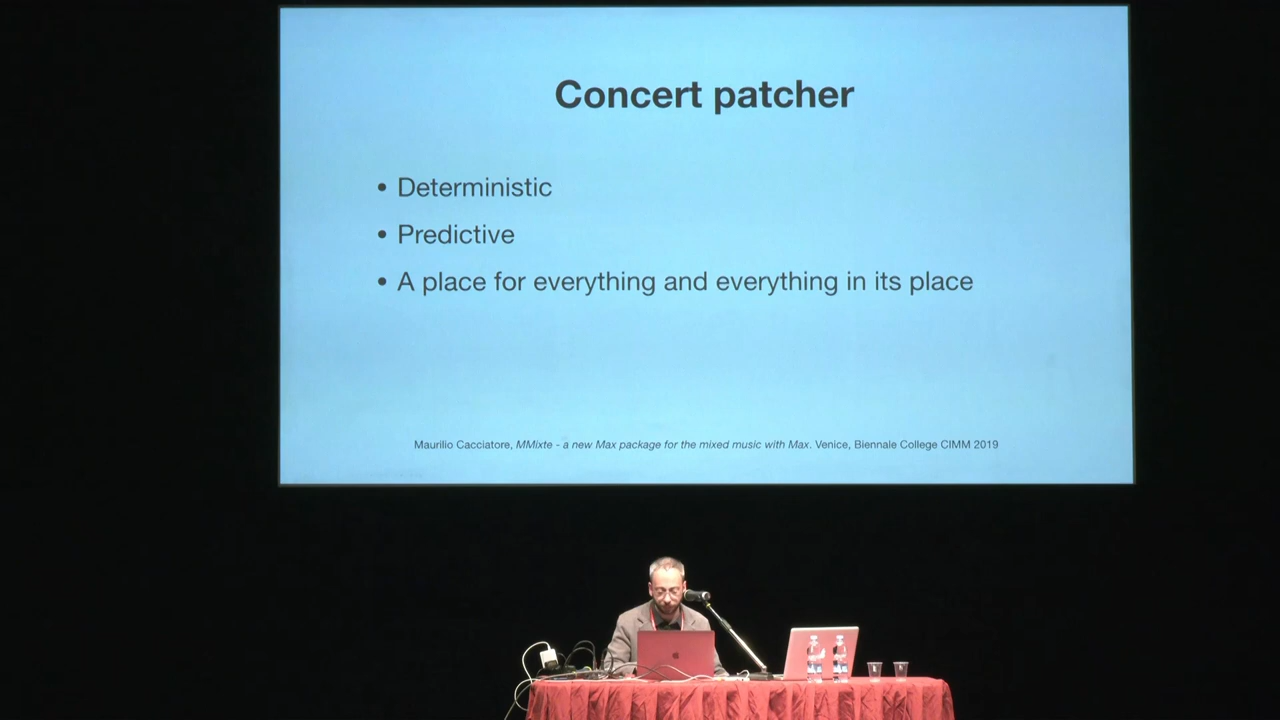 Concert patcher
• Deterministic
• Predictive
• A place for everything and everything in its place
Maurilio Cacciatore, MMixte - a new Max package for the mixed music with Max. Venice, Biennale College CIMM 2019